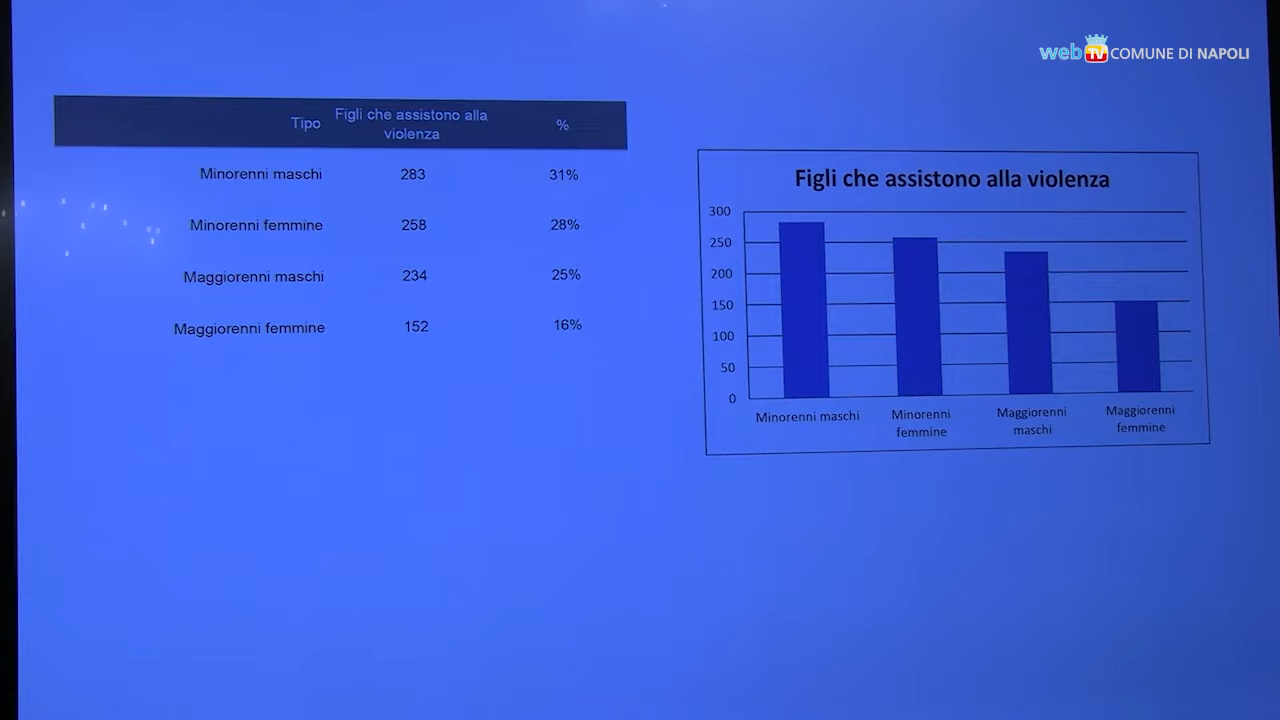 web TV COMUNE DI NAPOLI
Tipo
Figli che assistono alla
violenza
%
Minorenni maschi 283 31%
Minorenni femmine 258 28%
Maggiorenni maschi 234 25%
Maggiorenni femmine 152 16%
Figli che assistono alla violenza
300
250
200
150
100
50
0
Minorenni maschi
Minorenni
femmine
Maggiorenni
maschi
Maggiorenni
femmine